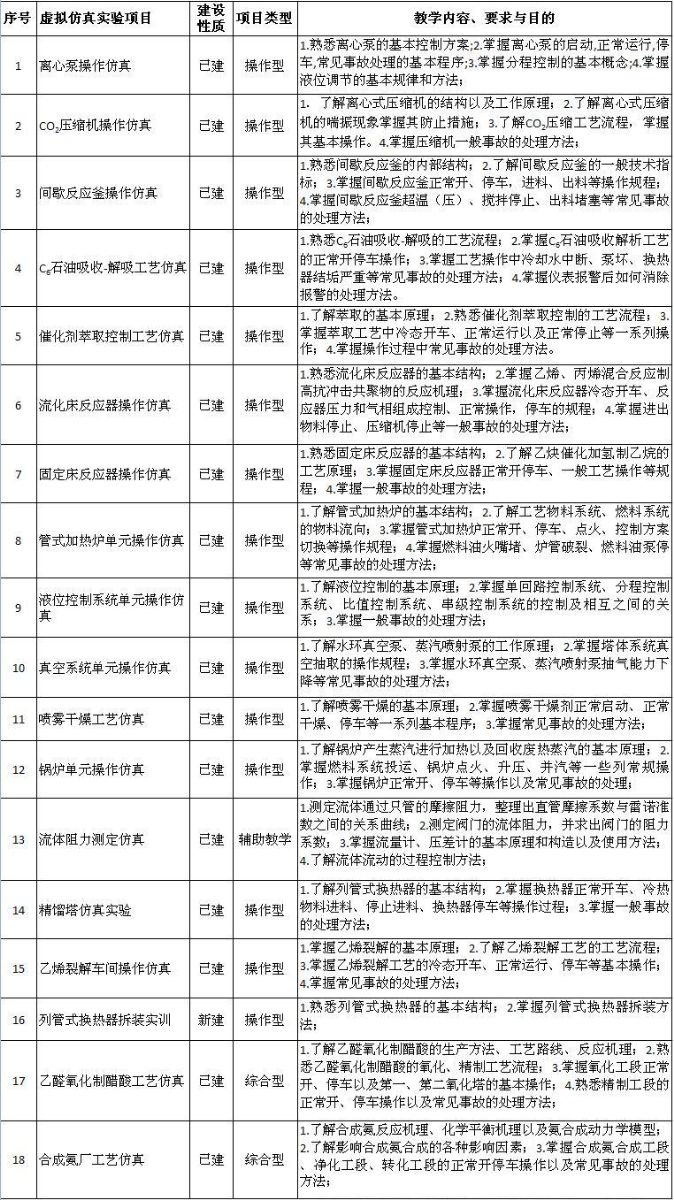 序号 虚拟仿真实验项目 建设性质 项目类型 教学内容、要求与目的
1 离心泵操作仿真 已建 操作型
1.熟悉离心泵的基本控制方案;2.掌握离心泵的启动,正常运行,停
车,常见事故处理的基本程序;3.掌握分程控制的基本概念;4.掌握
液位调节的基本规律和方法;
2 CO2压缩机操作仿真 已建 操作型
1. 了解离心式压缩机的结构以及工作原理；2.了解离心式压缩
机的喘振现象掌握其防止措施；3.了解CO2压缩工艺流程，掌握
其基本操作。4.掌握压缩机一般事故的处理方法；
3 间歇反应釜操作仿真 已建 操作型
1.熟悉间歇反应釜的内部结构；2.了解间歇反应釜的一般技术指
标；3.掌握间歇反应釜正常开、停车，进料、出料等操作规程；
4.掌握间歇反应釜超温（压）、搅拌停止、出料堵塞等常见事故
的处理方法；
4 C6石油吸收-解吸工艺仿真 已建 操作型
1.熟悉C6石油吸收-解吸的工艺流程；2.掌握C6石油吸收解析工艺
的正常开停车操作；3.掌握工艺操作中冷却水中断、泵坏、换热
器结垢严重等常见事故的处理方法；4.掌握仪表报警后如何消除
报警的处理方法。
5 催化剂萃取控制工艺仿真 已建 操作型
1.了解萃取的基本原理；2.熟悉催化剂萃取控制的工艺流程；3.
掌握萃取工艺中冷态开车、正常运行以及正常停止等一系列操
作；4.掌握操作过程中常见事故的处理方法。
6 流化床反应器操作仿真 已建 操作型
1.熟悉流化床反应器的基本结构；2.掌握乙烯、丙烯混合反应制
高抗冲击共聚物的反应机理；3.掌握流化床反应器冷态开车、反
应器压力和气相组成控制、正常操作，停车的规程；4.掌握进出
物料停止、压缩机停止等一般事故的处理方法；
7 固定床反应器操作仿真 已建 操作型
1.熟悉固定床反应器的基本结构；2.了解乙炔催化加氢制乙烷的
工艺原理；3.掌握固定床反应器正常开停车、一般工艺操作等规
程；4.掌握一般事故的处理方法；
8 管式加热炉单元操作仿真 已建 操作型
1.了解管式加热炉的基本结构；2.了解工艺物料系统、燃料系统
的物料流向；3.掌握管式加热炉正常开、停车、点火、控制方案
切换等操作规程；4.掌握燃料油火嘴堵、炉管破裂、燃料油泵停
等常见事故的处理方法；
9 液位控制系统单元操作仿
真 已建 操作型
1.了解液位控制的基本原理；2.掌握单回路控制系统、分程控制
系统、比值控制系统、串级控制系统的控制及相互之间的关
系；3.掌握一般事故的处理方法；
10 真空系统单元操作仿真 已建 操作型
1.了解水环真空泵、蒸汽喷射泵的工作原理；2.掌握塔体系统真
空抽取的操作规程；3.掌握水环真空泵、蒸汽喷射泵抽气能力下
降等常见事故的处理方法；
11 喷雾干燥工艺仿真 已建 操作型
1.了解喷雾干燥的基本原理；2.掌握喷雾干燥剂正常启动、正常
干燥、停车等一系列基本程序；3.掌握常见事故的处理方法；
12 锅炉单元操作仿真 已建 操作型
1.了解锅炉产生蒸汽进行加热以及回收废热蒸汽的基本原理；2.
掌握燃料系统投运、锅炉点火、升压、并汽等一些列常规操
作；3.掌握锅炉正常开、停车等操作以及常见事故的处理；
13 流体阻力测定仿真 已建 辅助教学
1.测定流体通过只管的摩擦阻力，整理出直管摩擦系数与雷诺准
数之间的关系曲线；2.测定阀门的流体阻力，并求出阀门的阻力
系数；3.掌握流量计、压差计的基本原理和构造以及使用方法；
4.了解流体流动的过程控制方法；
14 精馏塔仿真实验 已建 操作型
1.了解列管式换热器的基本结构；2.掌握换热器正常开车、冷热
物料进料、停止进料、换热器停车等操作过程；3.掌握一般事故
的处理方法；
15 乙烯裂解车间操作仿真 已建 操作型
1.掌握乙烯裂解的基本原理；2.了解乙烯裂解工艺的工艺流程；
3.掌握乙烯裂解工艺的冷态开车、正常运行、停车等基本操作；
4.掌握常见事故的处理方法；
16 列管式换热器拆装实训 新建 操作型
1.熟悉列管式换热器的基本结构；2.掌握列管式换热器拆装方
法；
17 乙醛氧化制醋酸工艺仿真 已建 综合型
1.了解乙醛氧化制醋酸的生产方法、工艺路线、反应机理；2.熟
悉乙醛氧化制醋酸的氧化、精制工艺流程；3.掌握氧化工段正常
开、停车以及第一、第二氧化塔的基本操作；4.熟悉精制工段的
正常开、停车操作以及常见事故的处理方法；
18 合成氨厂工艺仿真 已建 综合型
1.了解合成氨反应机理、化学平衡机理以及氨合成动力学模型；
2.了解影响合成氨合成的各种影响因素；3.掌握合成氨合成工段
、净化工段、转化工段的正常开停车操作以及常见事故的处理
方法；